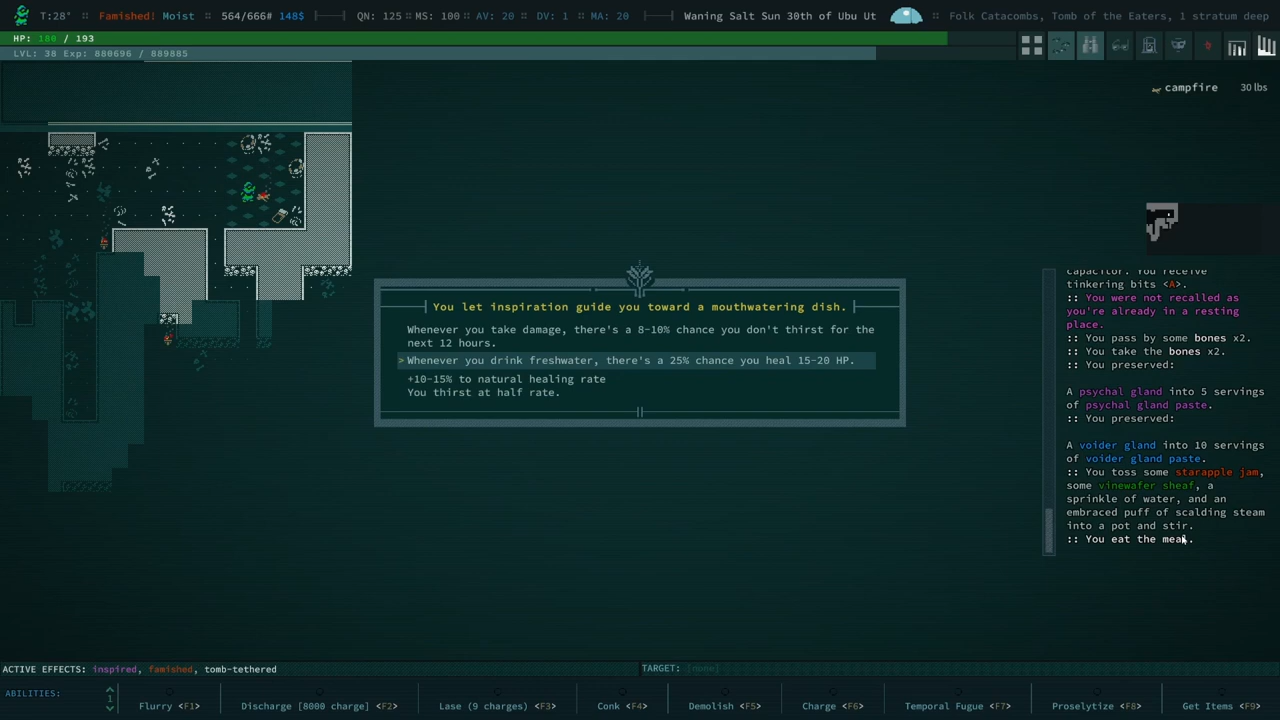 T:28° Famished! Moist 564/666# 148$ QN: 125 MS: 100 AV: 20 DV: 1 MA: 20 Waning Salt Sun 30th of Ubu Ut Folk Catacombs, Tomb of the Eaters, 1 stratum deep
HP: 180 / 193
LVL: 38 Exp: 880696 / 889885
campfire 30 lbs
You let inspiration guide you toward a mouthwatering dish.
Whenever you take damage, there's a 8-10% chance you don't thirst for the
next 12 hours.
> Whenever you drink freshwater, there's a 25% chance you heal 15-20 HP.
+10-15% to natural healing rate
You thirst at half rate.
capacitor. You receive
tinkering bits <A>.
:: You were not recalled as
you're already in a resting
place.
:: You pass by some bones x2.
:: You take the bones x2.
:: You preserved:
A psychal gland into 5 servings
of psychal gland paste.
:: You preserved:
A voider gland into 10 servings
of voider gland paste.
:: You toss some starapple jam,
some vinewafer sheaf, a
sprinkle of water, and an
embraced puff of scalding steam
into a pot and stir.
:: You eat the meal.
ACTIVE EFFECTS: inspired, famished, tomb-tethered
TARGET: [none]
ABILITIES: 1 Flurry <F1> Discharge [8000 charge] <F2> Lase (9 charges) <F3> Conk <F4> Demolish <F5> Charge <F6> Temporal Fugue <F7> Proselytize <F8> Get Items <F9>